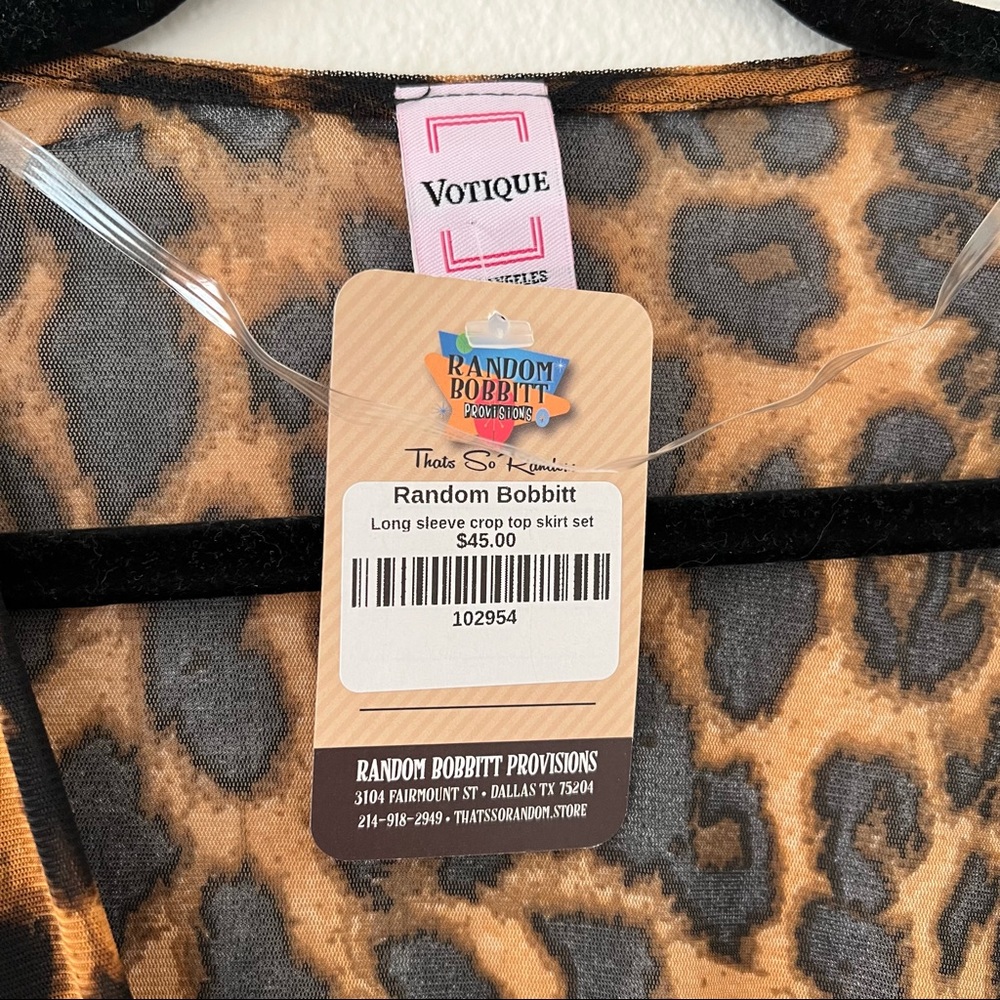 VOTIQUE
ANGELES
RANDOM
BOBBITT
PROVISIONS
Thats So Random
Random Bobbitt
Long sleeve crop top skirt set
$45.00
102954
RANDOM BOBBITT PROVISIONS
3104 FAIRMOUNT ST • DALLAS TX 75204
214-918-2949 • THATSSORANDOM.STORE